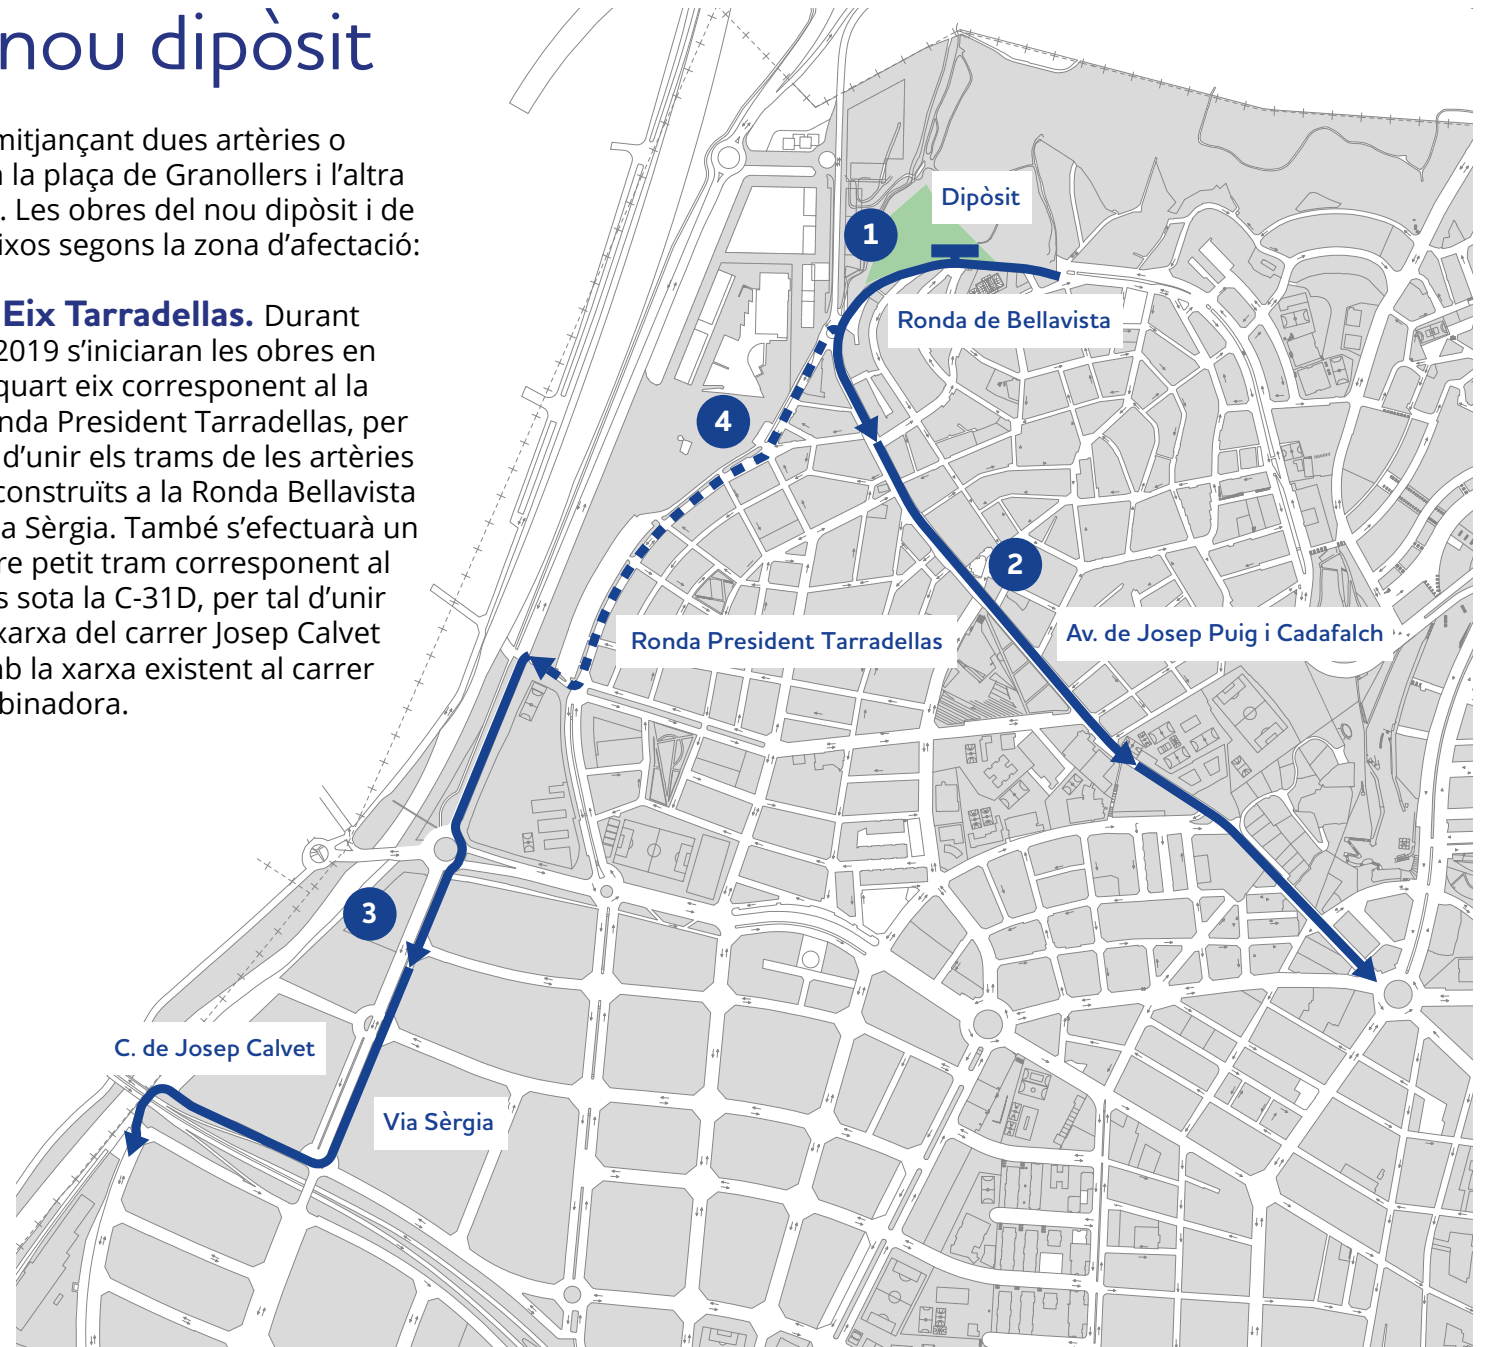 nou dipòsit
mitjançant dues artèries o
a la plaça de Granollers i l’altra
. Les obres del nou dipòsit i de
ixos segons la zona d’afectació:
Eix Tarradellas. Durant
2019 s’iniciaran les obres en
quart eix corresponent al la
nda President Tarradellas, per
d’unir els trams de les artèries
construïts a la Ronda Bellavista
a Sèrgia. També s’efectuarà un
re petit tram corresponent al
s sota la C-31D, per tal d’unir
xarxa del carrer Josep Calvet
mb la xarxa existent al carrer
binadora.
Dipòsit
1
Ronda de Bellavista
4
2
Ronda President Tarradellas
Av. de Josep Puig i Cadafalch
3
C. de Josep Calvet
Via Sèrgia